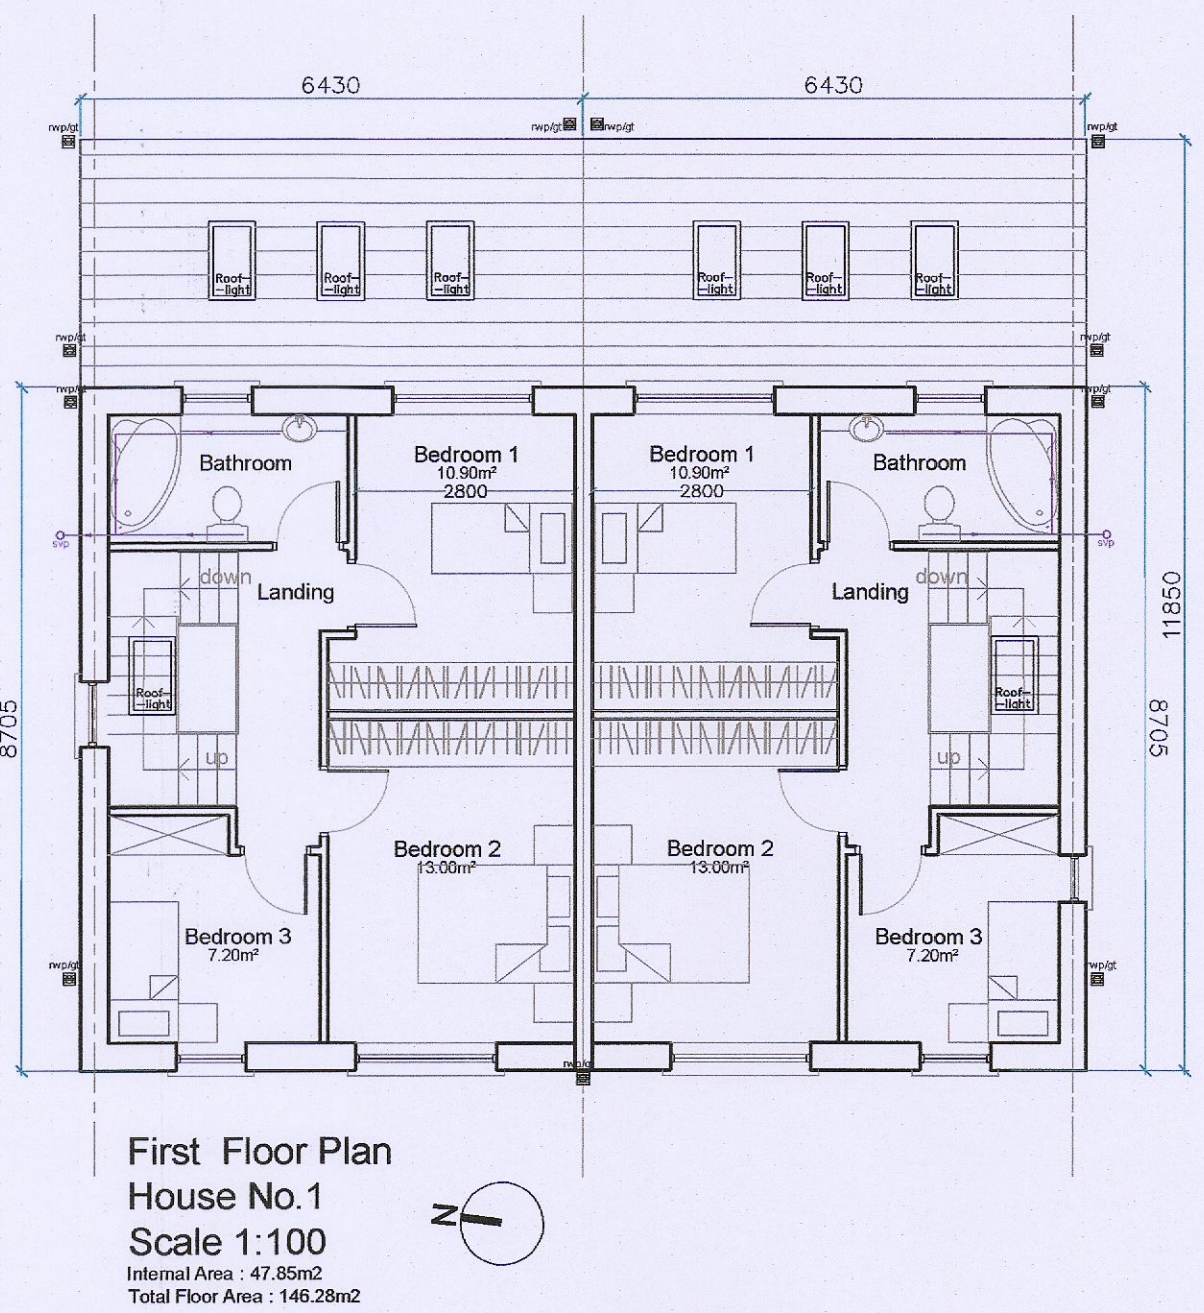 6430 6430
rwp/gt rwp/gt rwp/gt rwp/gt
Roof- Roof- Roof- Roof- Roof- Roof-
-light -light -light -light -light -light
rwp/gt rwp/gt
rwp/gt rwp/gt
Bedroom 1 Bedroom 1
Bathroom 10.90m² 10.90m² Bathroom
2800 2800
svp svp
down down
Landing Landing
11850
Roof- Roof-
-light -light
8705 8705
up up
Bedroom 2 Bedroom 2
13.00m² 13.00m²
Bedroom 3 Bedroom 3
7.20m² 7.20m²
rwp/gt rwp/gt
rwp/gt
First Floor Plan
House No.1
N
Scale 1:100
Internal Area : 47.85m2
Total Floor Area : 146.28m2